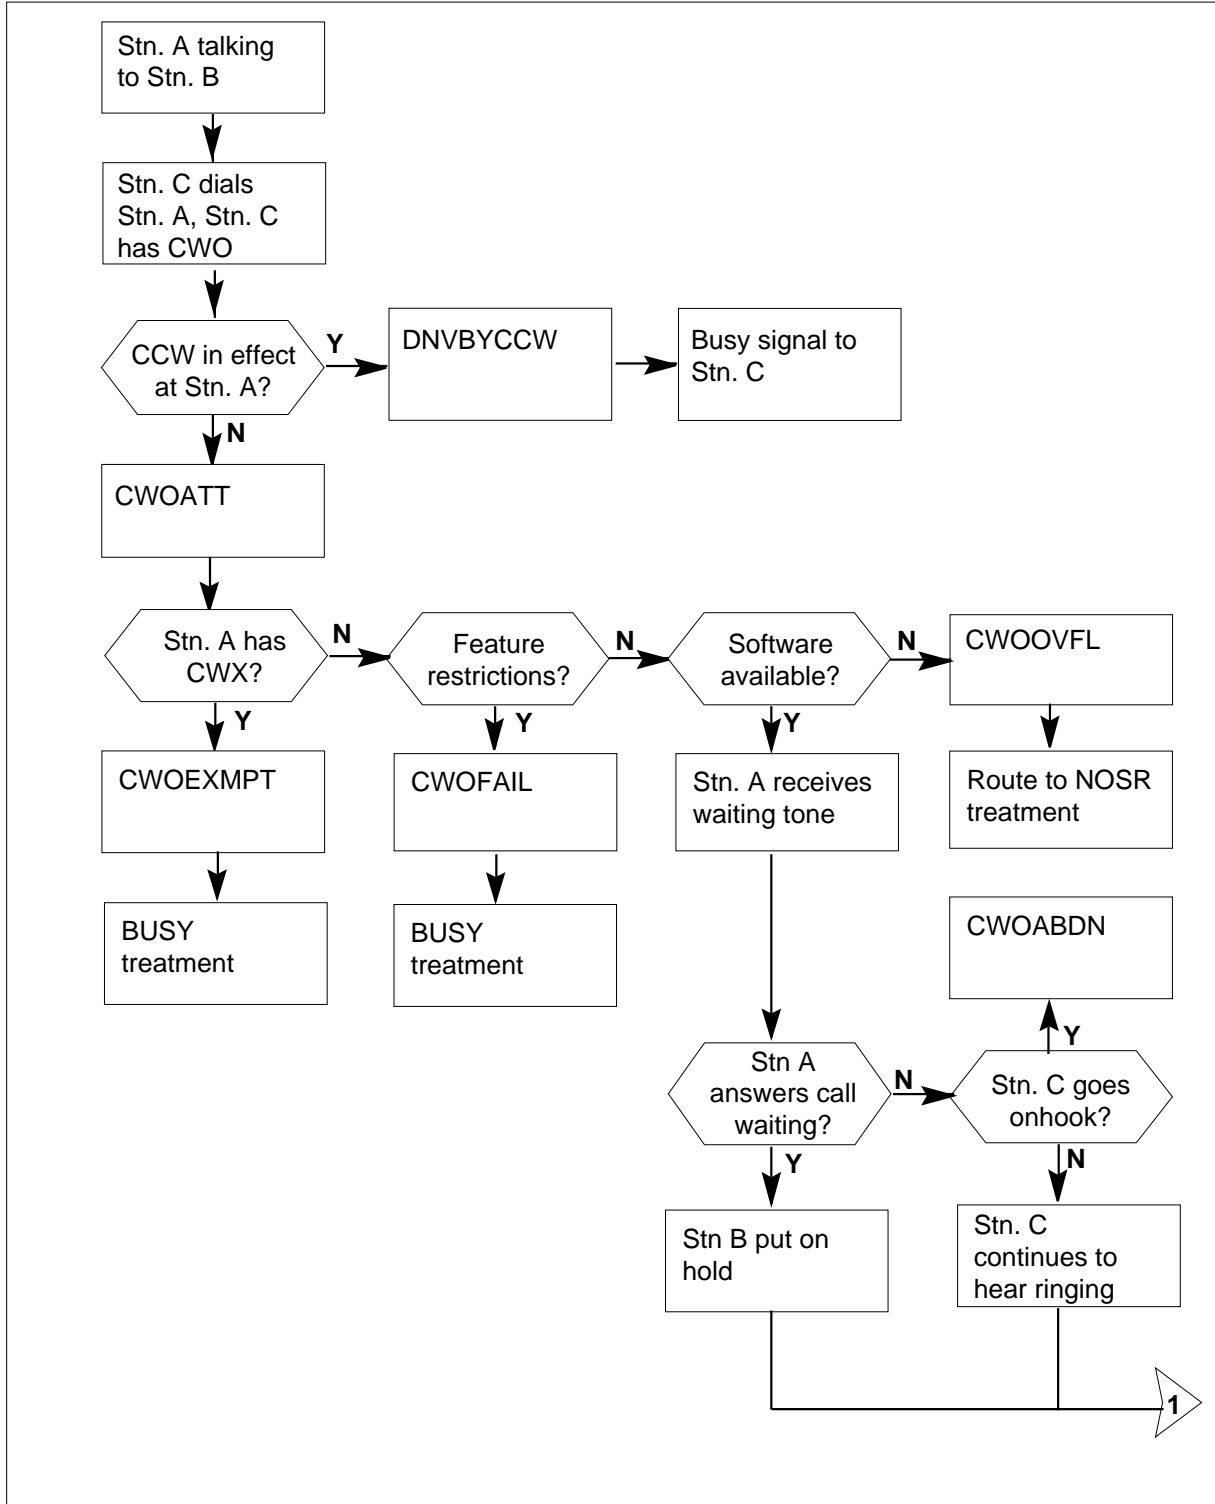 Stn. A talking
to Stn. B
Stn. C dials
Stn. A, Stn. C
has CWO
CCW in effect
at Stn. A?
Y
DNVBYCCW
Busy signal to
Stn. C
N
CWOATT
Stn. A has
CWX?
N
Feature
restrictions?
N
Software
available?
N
CWOOVFL
Y
Y
Y
CWOEXMPT
CWOFAIL
Stn. A receives
waiting tone
Route to NOSR
treatment
BUSY
treatment
BUSY
treatment
CWOABDN
Y
Stn A
answers call
waiting?
N
Stn. C goes
onhook?
Y
N
Stn B put on
hold
Stn. C
continues to
hear ringing
1